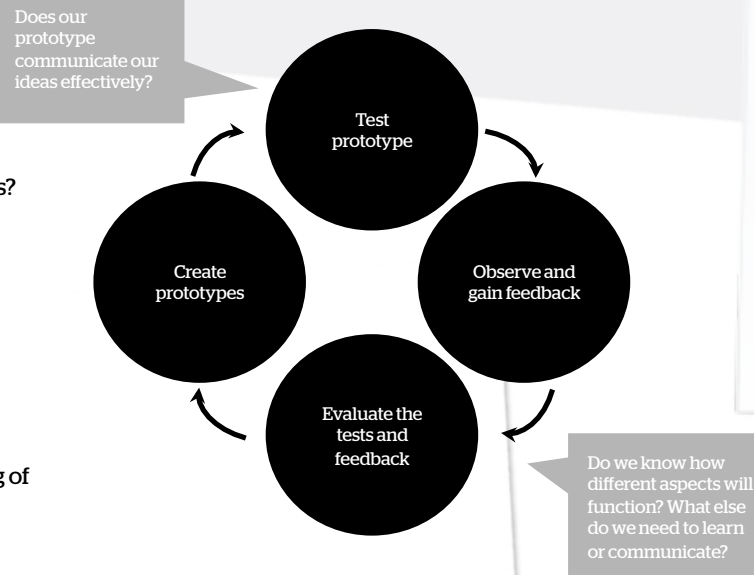 Does our
prototype
communicate our
ideas effectively?
Test
prototype
s?
Create
prototypes
Observe and
gain feedback
Evaluate the
tests and
feedback
g of
Do we know how
different aspects will
function? What else
do we need to learn
or communicate?